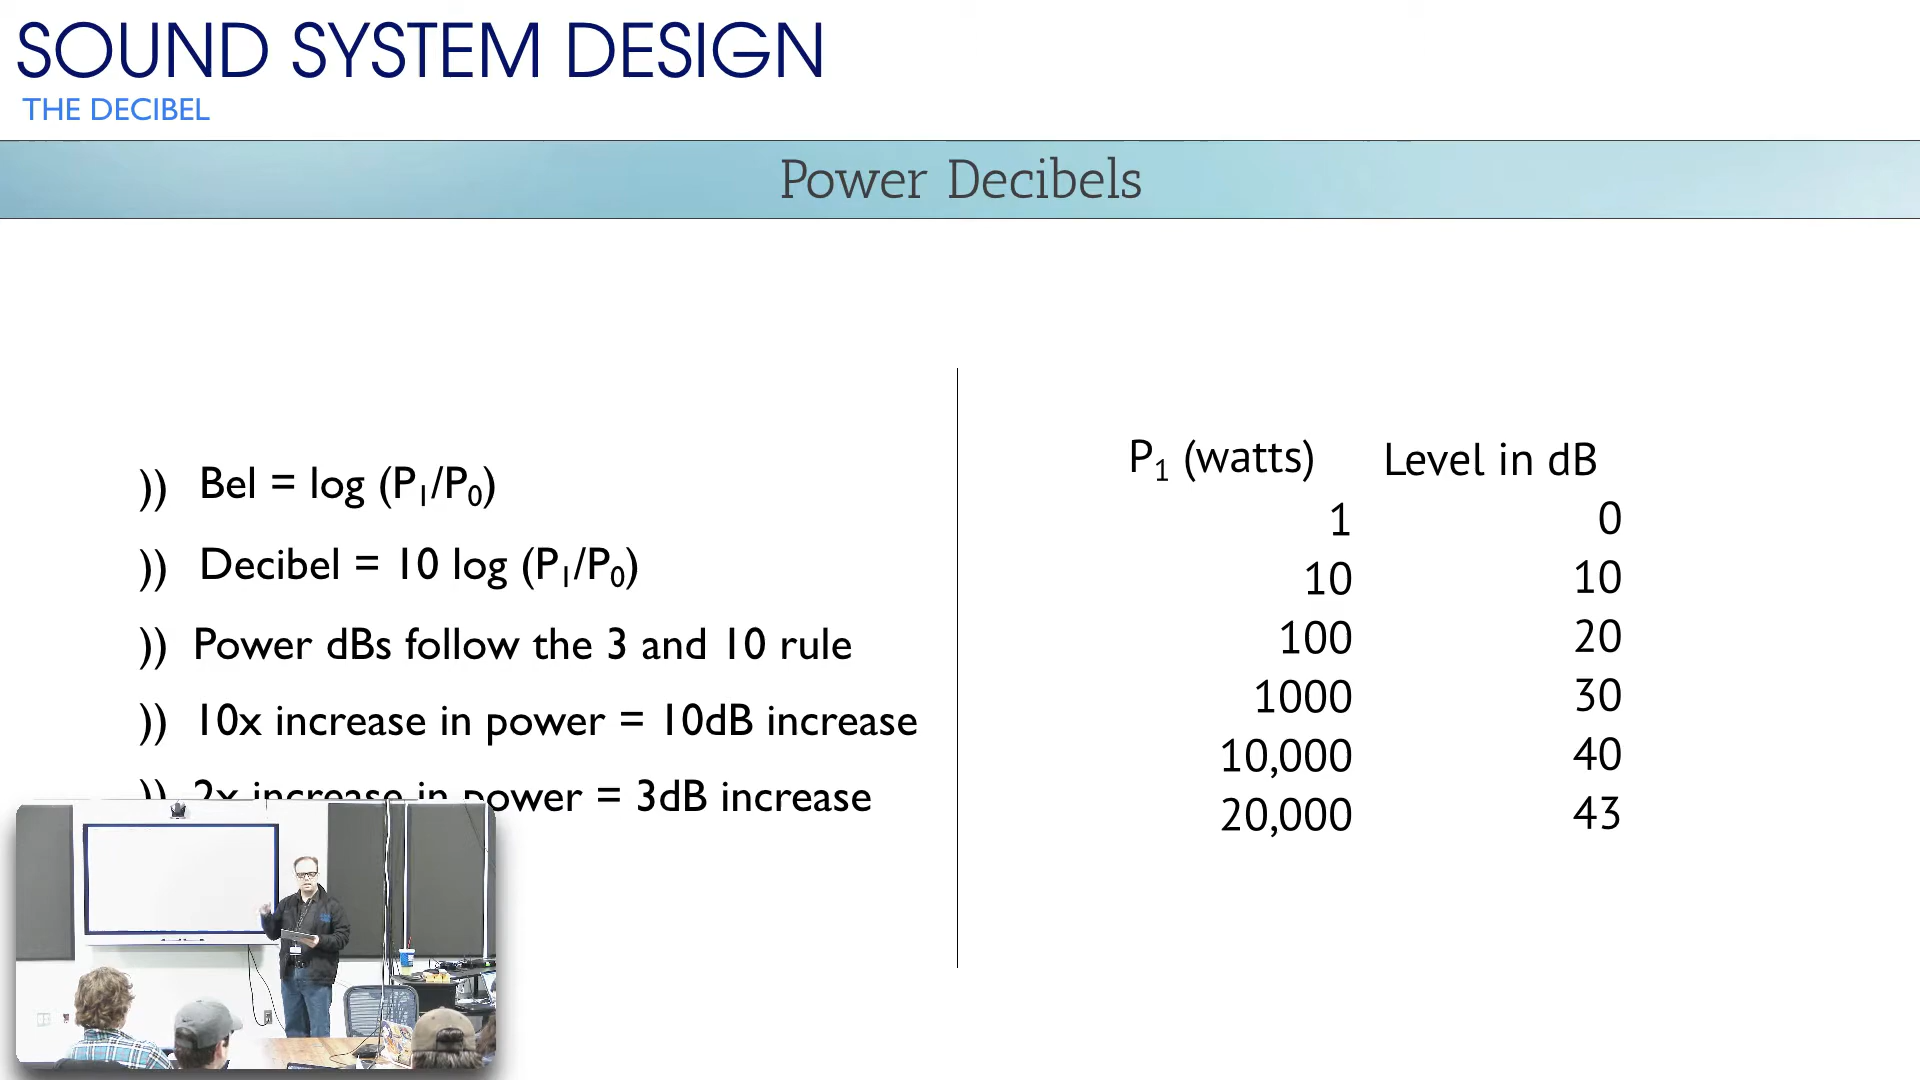 SOUND SYSTEM DESIGN
THE DECIBEL
Power Decibels
)) Bel = log (P₁/P₀)
)) Decibel = 10 log (P₁/P₀)
)) Power dBs follow the 3 and 10 rule
)) 10x increase in power = 10dB increase
)) 2x increase in power = 3dB increase
P₁ (watts) Level in dB
1 0
10 10
100 20
1000 30
10,000 40
20,000 43